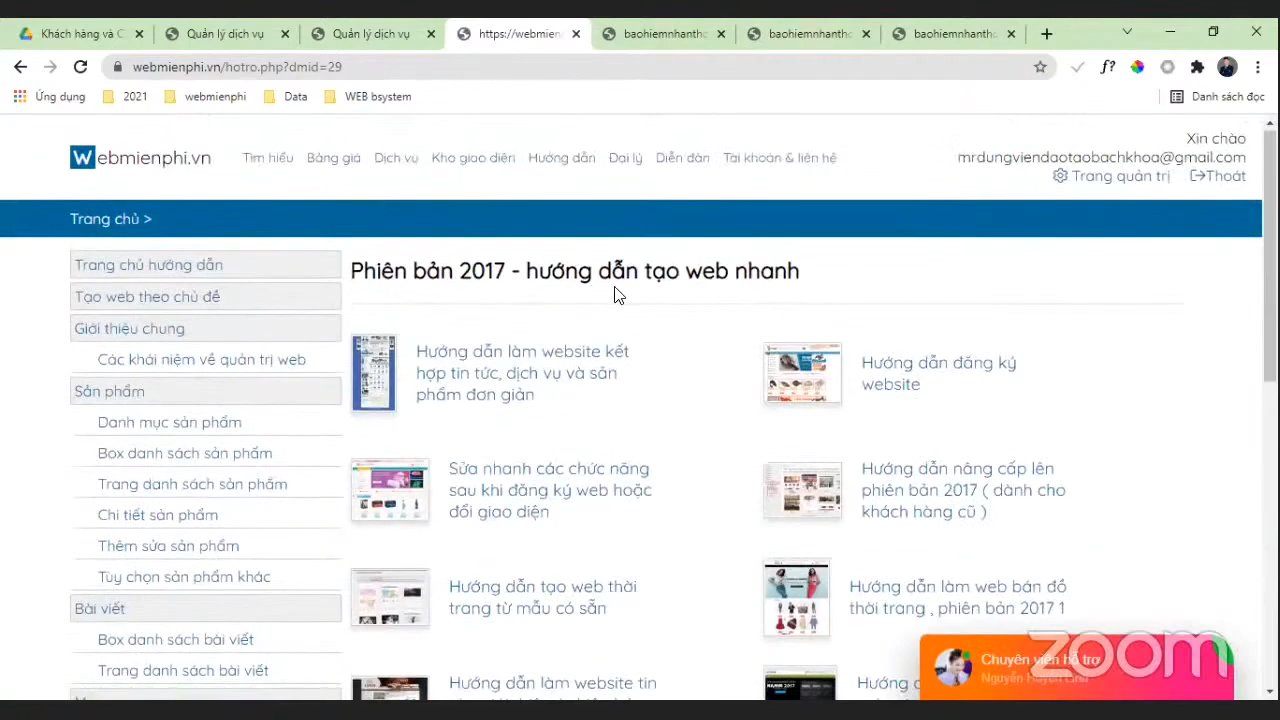 Khách hàng và C
Quản lý dịch vụ
Quản lý dịch vụ
https://webmien
baohiemnhanthọ
baohiemnhanthọ
baohiemnhanthọ
webmienphi.vn/hotro.php?dmid=29
f?
Ứng dụng
2021
webmienphi
Data
WEB bsystem
Danh sách đọc
Webmienphi.vn
Tìm hiểu
Bảng giá
Dịch vụ
Kho giao diện
Hướng dẫn
Đại lý
Diễn đàn
Tài khoản & liên hệ
Xin chào
mrdungviendaotaobachkhoa@gmail.com
Trang quản trị
Thoát
Trang chủ >
Trang chủ hướng dẫn
Tạo web theo chủ đề
Giới thiệu chung
Các khái niệm về quản trị web
Sản phẩm
Danh mục sản phẩm
Box danh sách sản phẩm
Trang danh sách sản phẩm
Chi tiết sản phẩm
Thêm sửa sản phẩm
Tùy chọn sản phẩm khác
Bài viết
Box danh sách bài viết
Trang danh sách bài viết
Phiên bản 2017 - hướng dẫn tạo web nhanh
Hướng dẫn làm website kết
hợp tin tức, dịch vụ và sản
phẩm đơn giản
Hướng dẫn đăng ký
website
Sửa nhanh các chức năng
sau khi đăng ký web hoặc
đổi giao diện
Hướng dẫn nâng cấp lên
phiên bản 2017 ( dành cho
khách hàng cũ )
Hướng dẫn tạo web thời
trang từ mẫu có sẵn
Hướng dẫn làm web bán đồ
thời trang , phiên bản 2017 1
Hướng dẫn làm website tin
Hướng
Chuyên viên hỗ trợ
Nguyễn Huyền Linh
zoom